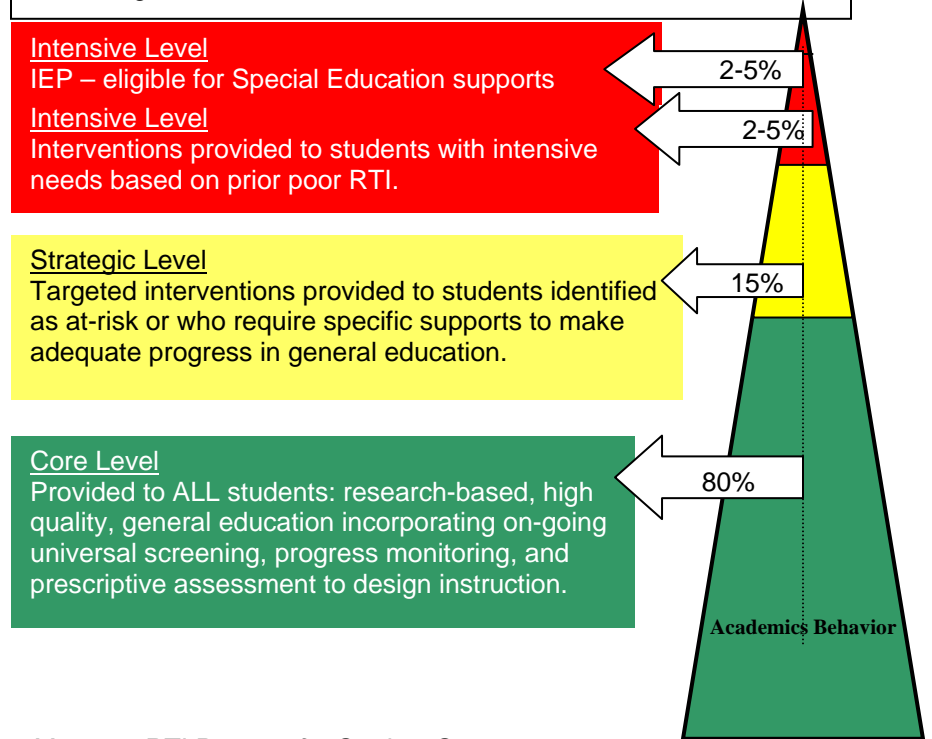 Intensive Level
IEP – eligible for Special Education supports
2-5%
Intensive Level
Interventions provided to students with intensive
needs based on prior poor RTI.
2-5%
Strategic Level
Targeted interventions provided to students identified
as at-risk or who require specific supports to make
adequate progress in general education.
15%
Core Level
Provided to ALL students: research-based, high
quality, general education incorporating on-going
universal screening, progress monitoring, and
prescriptive assessment to design instruction.
80%
Academics Behavior